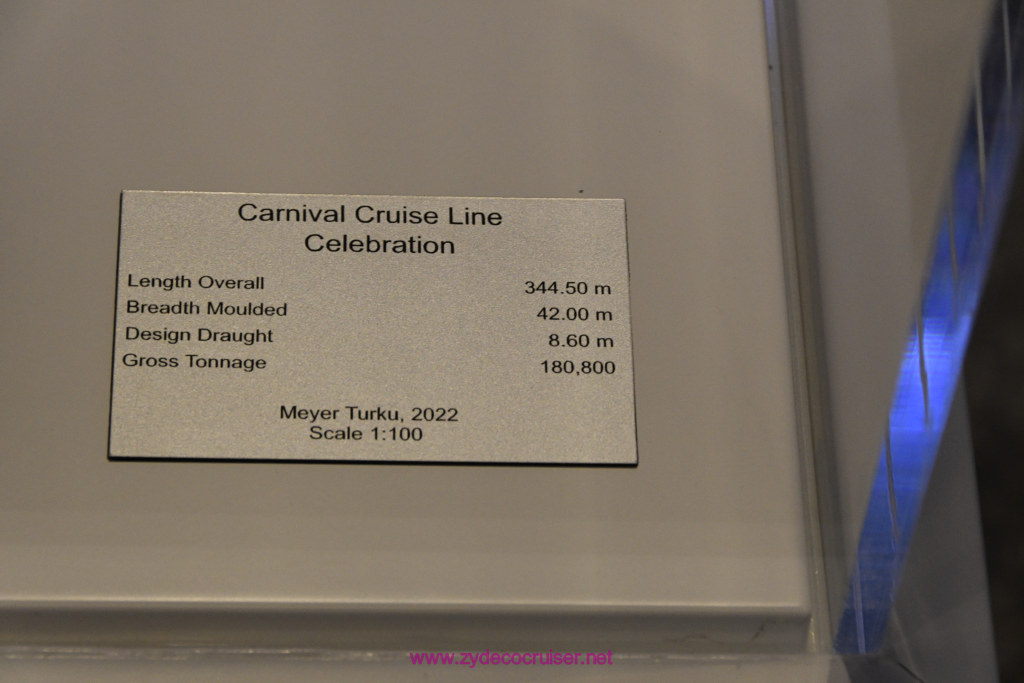 Carnival Cruise Line
Celebration
Length Overall 344.50 m
Breadth Moulded 42.00 m
Design Draught 8.60 m
Gross Tonnage 180,800
Meyer Turku, 2022
Scale 1:100
www.zydecocruiser.net